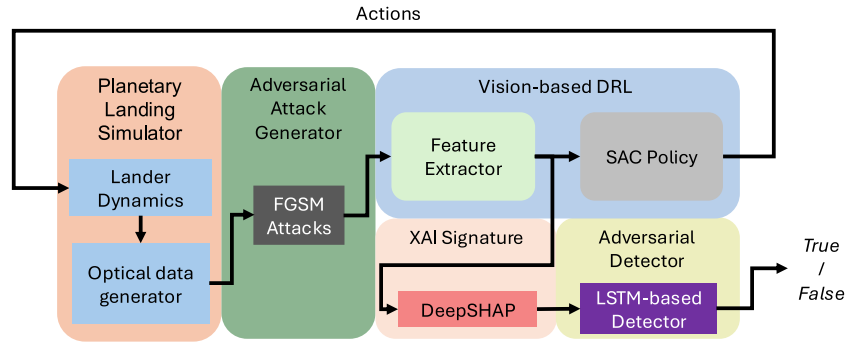 Actions
Planetary
Landing
Simulator
Lander
Dynamics
Optical data
generator
Adversarial
Attack
Generator
FGSM
Attacks
Vision-based DRL
Feature
Extractor
SAC Policy
XAI Signature
DeepSHAP
Adversarial
Detector
LSTM-based
Detector
True
/
False